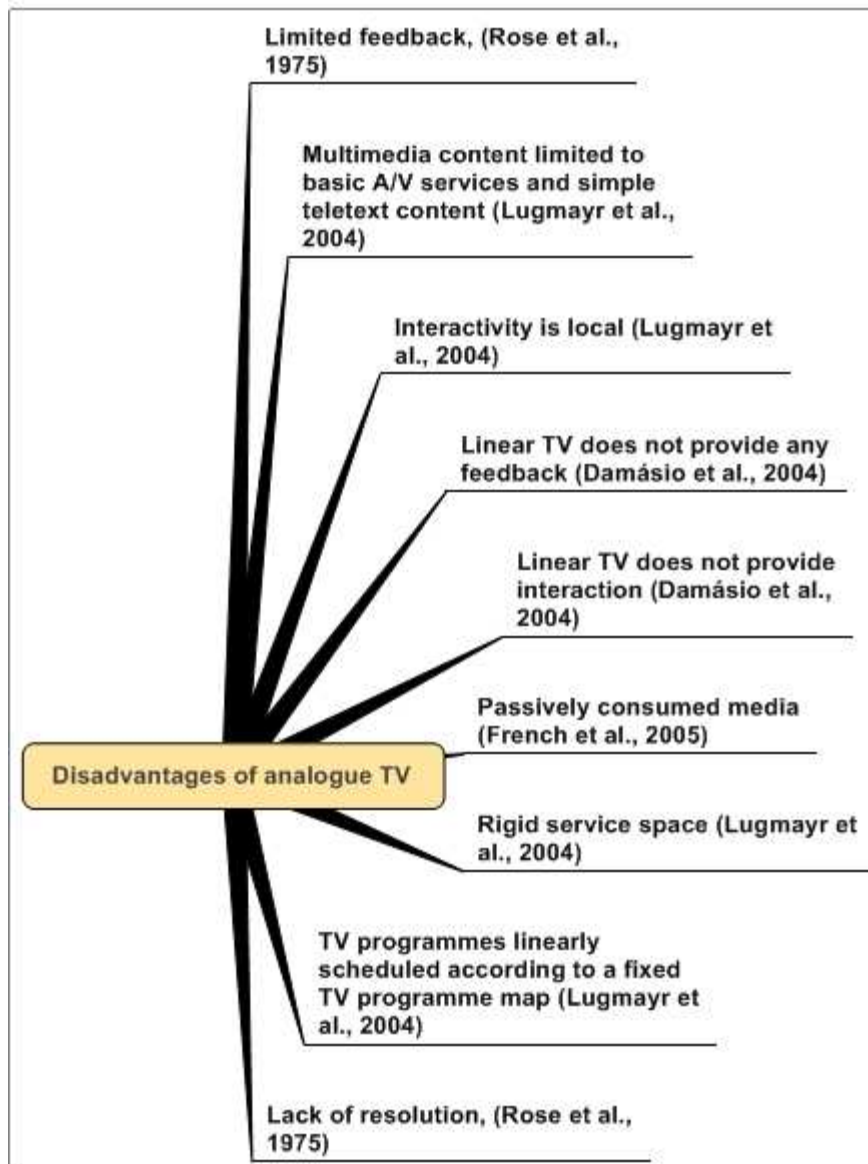 Limited feedback, (Rose et al.,
1975)
Multimedia content limited to
basic A/V services and simple
teletext content (Lugmayr et al.,
2004)
Interactivity is local (Lugmayr et
al., 2004)
Linear TV does not provide any
feedback (Damásio et al., 2004)
Linear TV does not provide
interaction (Damásio et al.,
2004)
Passively consumed media
(French et al., 2005)
Disadvantages of analogue TV
Rigid service space (Lugmayr et
al., 2004)
TV programmes linearly
scheduled according to a fixed
TV programme map (Lugmayr et
al., 2004)
Lack of resolution, (Rose et al.,
1975)